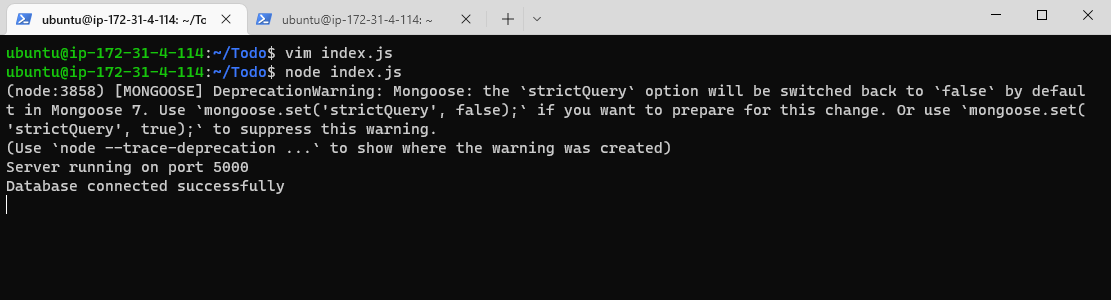 ubuntu@ip-172-31-4-114: ~/To
ubuntu@ip-172-31-4-114: ~
ubuntu@ip-172-31-4-114:~/Todo$ vim index.js
ubuntu@ip-172-31-4-114:~/Todo$ node index.js
(node:3858) [MONGOOSE] DeprecationWarning: Mongoose: the `strictQuery` option will be switched back to `false` by defaul
t in Mongoose 7. Use `mongoose.set('strictQuery', false);` if you want to prepare for this change. Or use `mongoose.set(
'strictQuery', true);` to suppress this warning.
(Use `node --trace-deprecation ...` to show where the warning was created)
Server running on port 5000
Database connected successfully